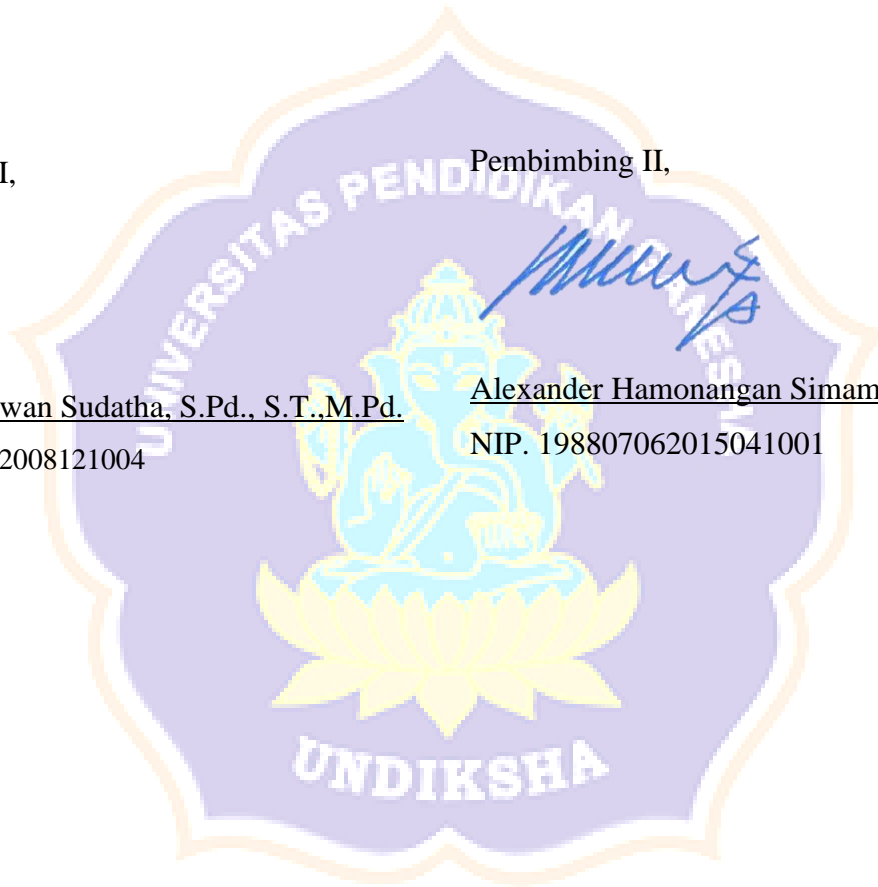 I,
wan Sudatha, S.Pd., S.T.,M.Pd.
2008121004
Pembimbing II,
Alexander Hamonangan Simam
NIP. 198807062015041001
UNIVERSITAS PENDIDIKAN GANESHA
UNDIKSHA